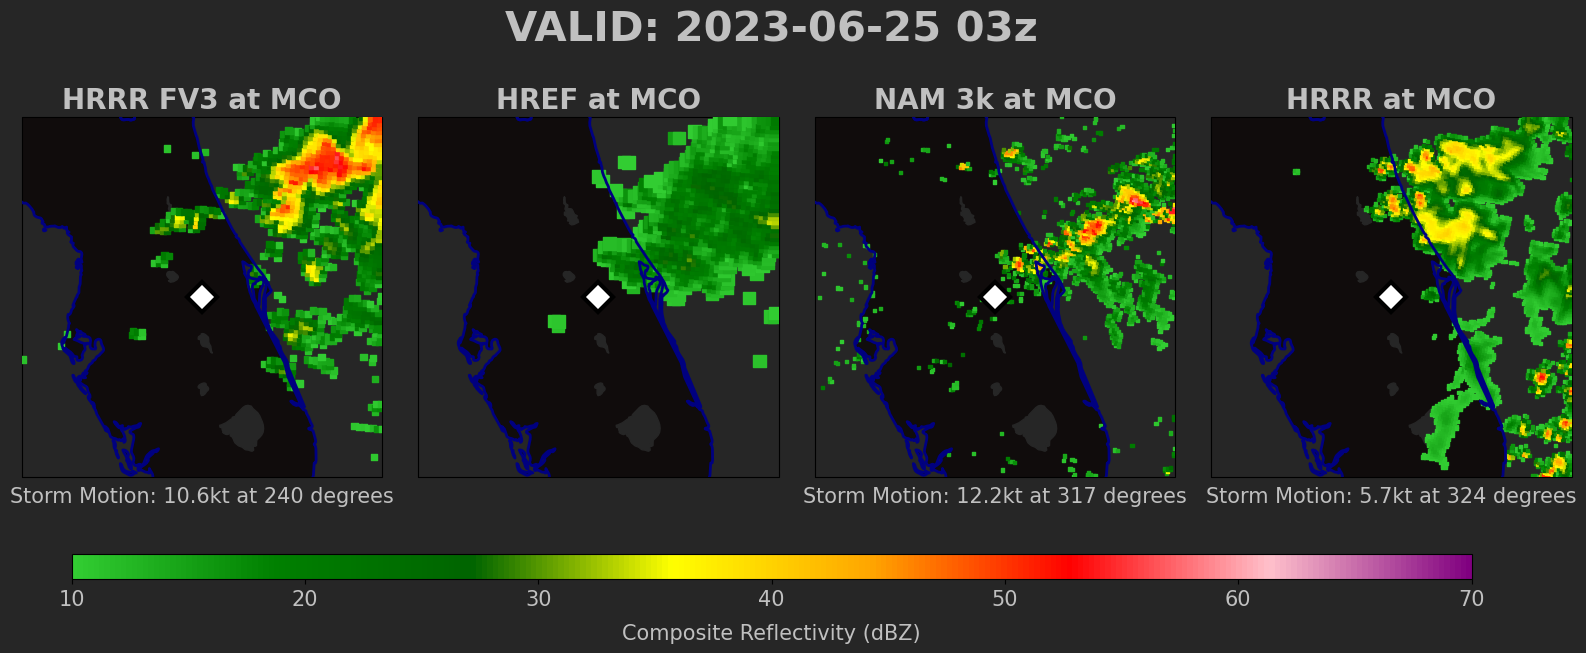 VALID: 2023-06-25 03z
HRRR FV3 at MCO
HREF at MCO
NAM 3k at MCO
HRRR at MCO
Storm Motion: 10.6kt at 240 degrees
Storm Motion: 12.2kt at 317 degrees
Storm Motion: 5.7kt at 324 degrees
10 20 30 40 50 60 70
Composite Reflectivity (dBZ)